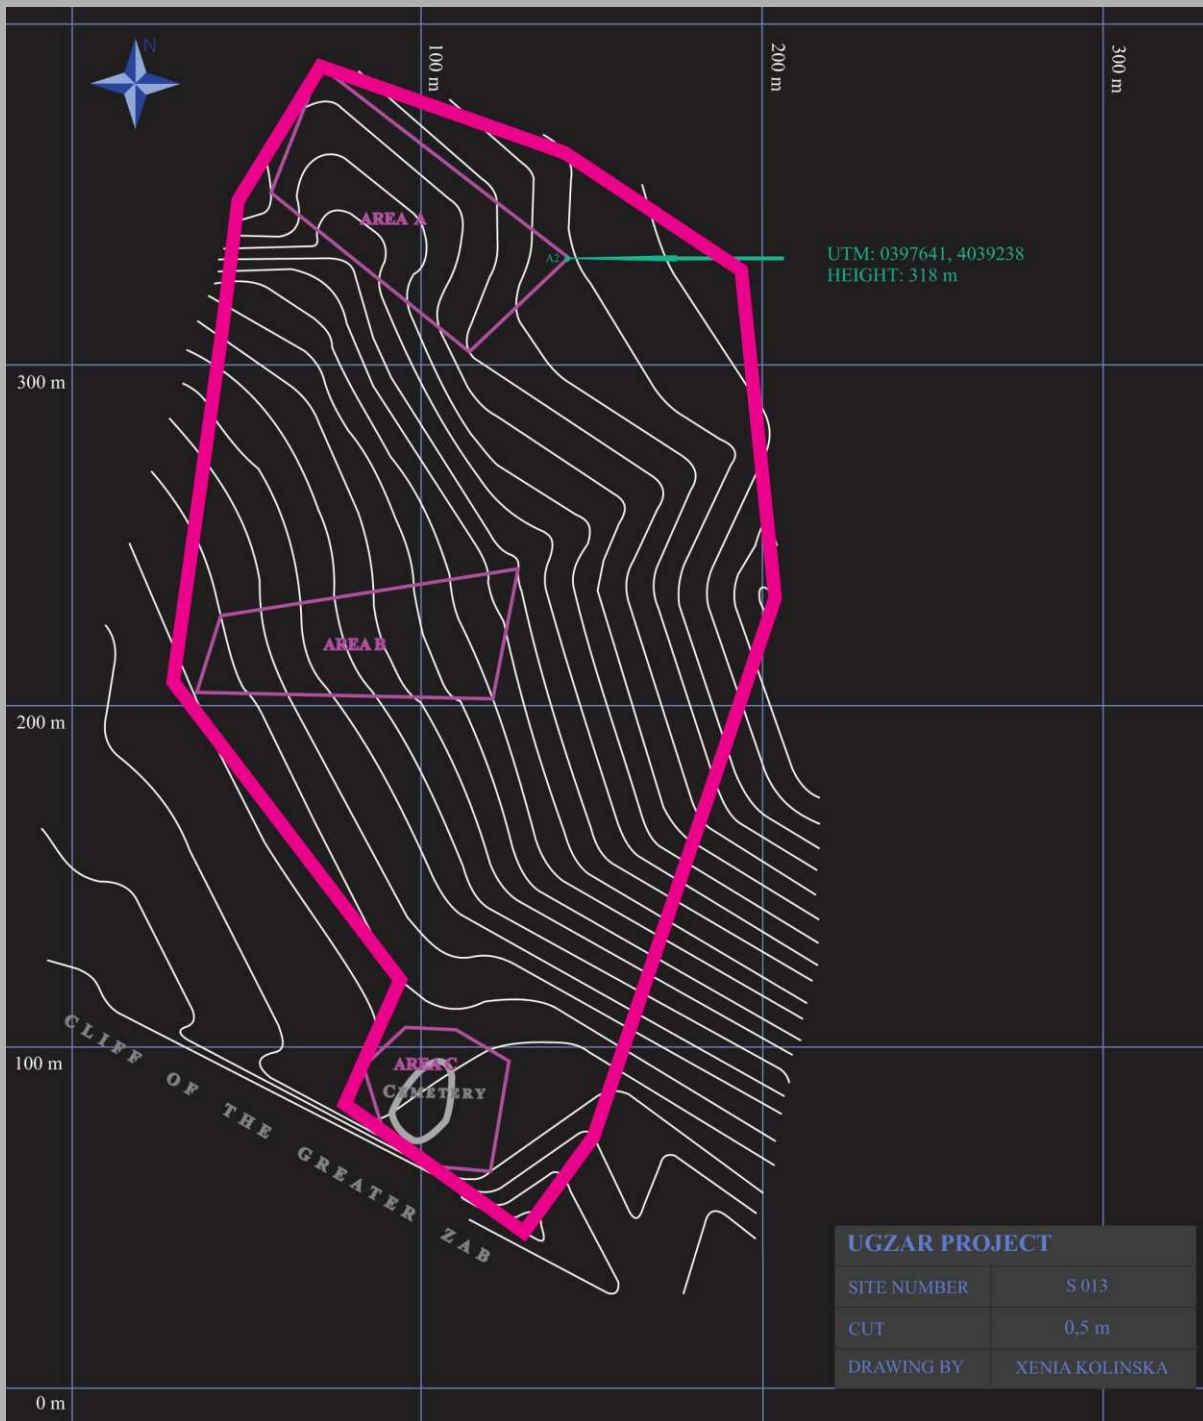 N
100 m
200 m
300 m
AREA A
A2
UTM: 0397641, 4039238
HEIGHT: 318 m
300 m
AREA B
200 m
100 m
AREA C
CEMETERY
CLIFF OF THE GREATER ZAB
UGZAR PROJECT
SITE NUMBER S 013
CUT 0,5 m
DRAWING BY XENIA KOLINSKA
0 m